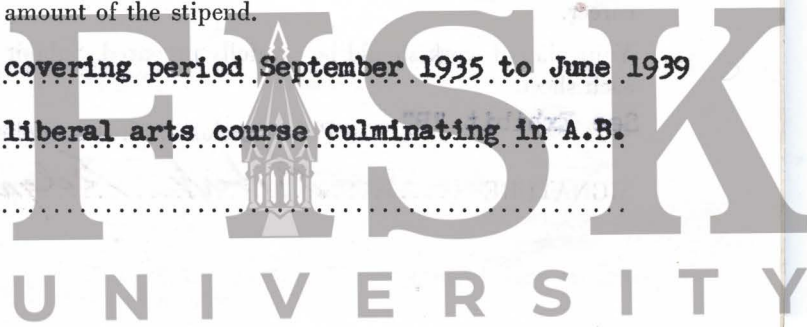 amount of the stipend.
covering period September 1935 to June 1939
liberal arts course culminating in A.B.
FISK
UNIVERSITY